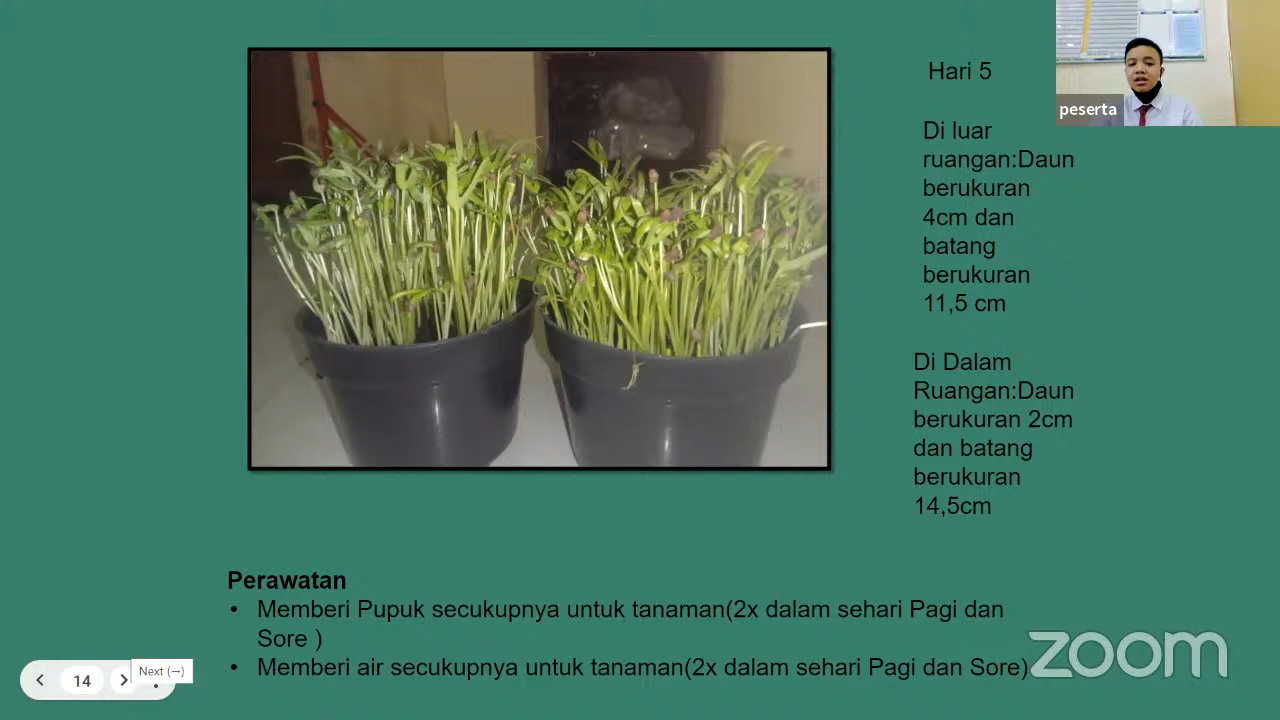 Hari 5
Di luar
ruangan:Daun
berukuran
4cm dan
batang
berukuran
11,5 cm
Di Dalam
Ruangan:Daun
berukuran 2cm
dan batang
berukuran
14,5cm
peserta
Perawatan
• Memberi Pupuk secukupnya untuk tanaman(2x dalam sehari Pagi dan
Sore )
• Memberi air secukupnya untuk tanaman(2x dalam sehari Pagi dan Sore)
zoom
14
Next (→)